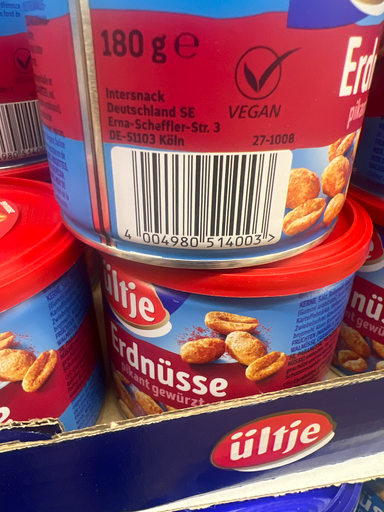 180 g ℮
VEGAN
Intersnack
Deutschland SE
Erna-Scheffler-Str. 3
DE-51103 Köln
27-1008
4 004980 514003 >
Erd
pikant
ültje
Erdnüsse
pikant gewürzt
ültje